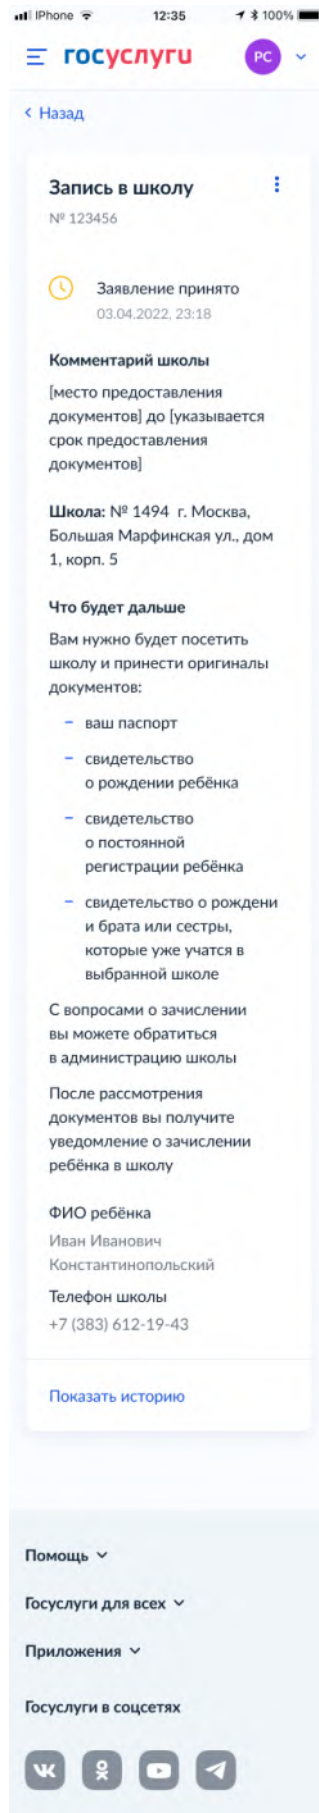 iPhone 12:35 100%
госуслуги РС
Назад
Запись в школу
№ 123456
Заявление принято
03.04.2022, 23:18
Комментарий школы
[место предоставления
документов] до [указывается
срок предоставления
документов]
Школа: № 1494 г. Москва,
Большая Марфинская ул., дом
1, корп. 5
Что будет дальше
Вам нужно будет посетить
школу и принести оригиналы
документов:
– ваш паспорт
– свидетельство
о рождении ребёнка
– свидетельство
о постоянной
регистрации ребёнка
– свидетельство о рождени
и брата или сестры,
которые уже учатся в
выбранной школе
С вопросами о зачислении
вы можете обратиться
в администрацию школы
После рассмотрения
документов вы получите
уведомление о зачислении
ребёнка в школу
ФИО ребёнка
Иван Иванович
Константинопольский
Телефон школы
+7 (383) 612-19-43
Показать историю
Помощь
Госуслуги для всех
Приложения
Госуслуги в соцсетях